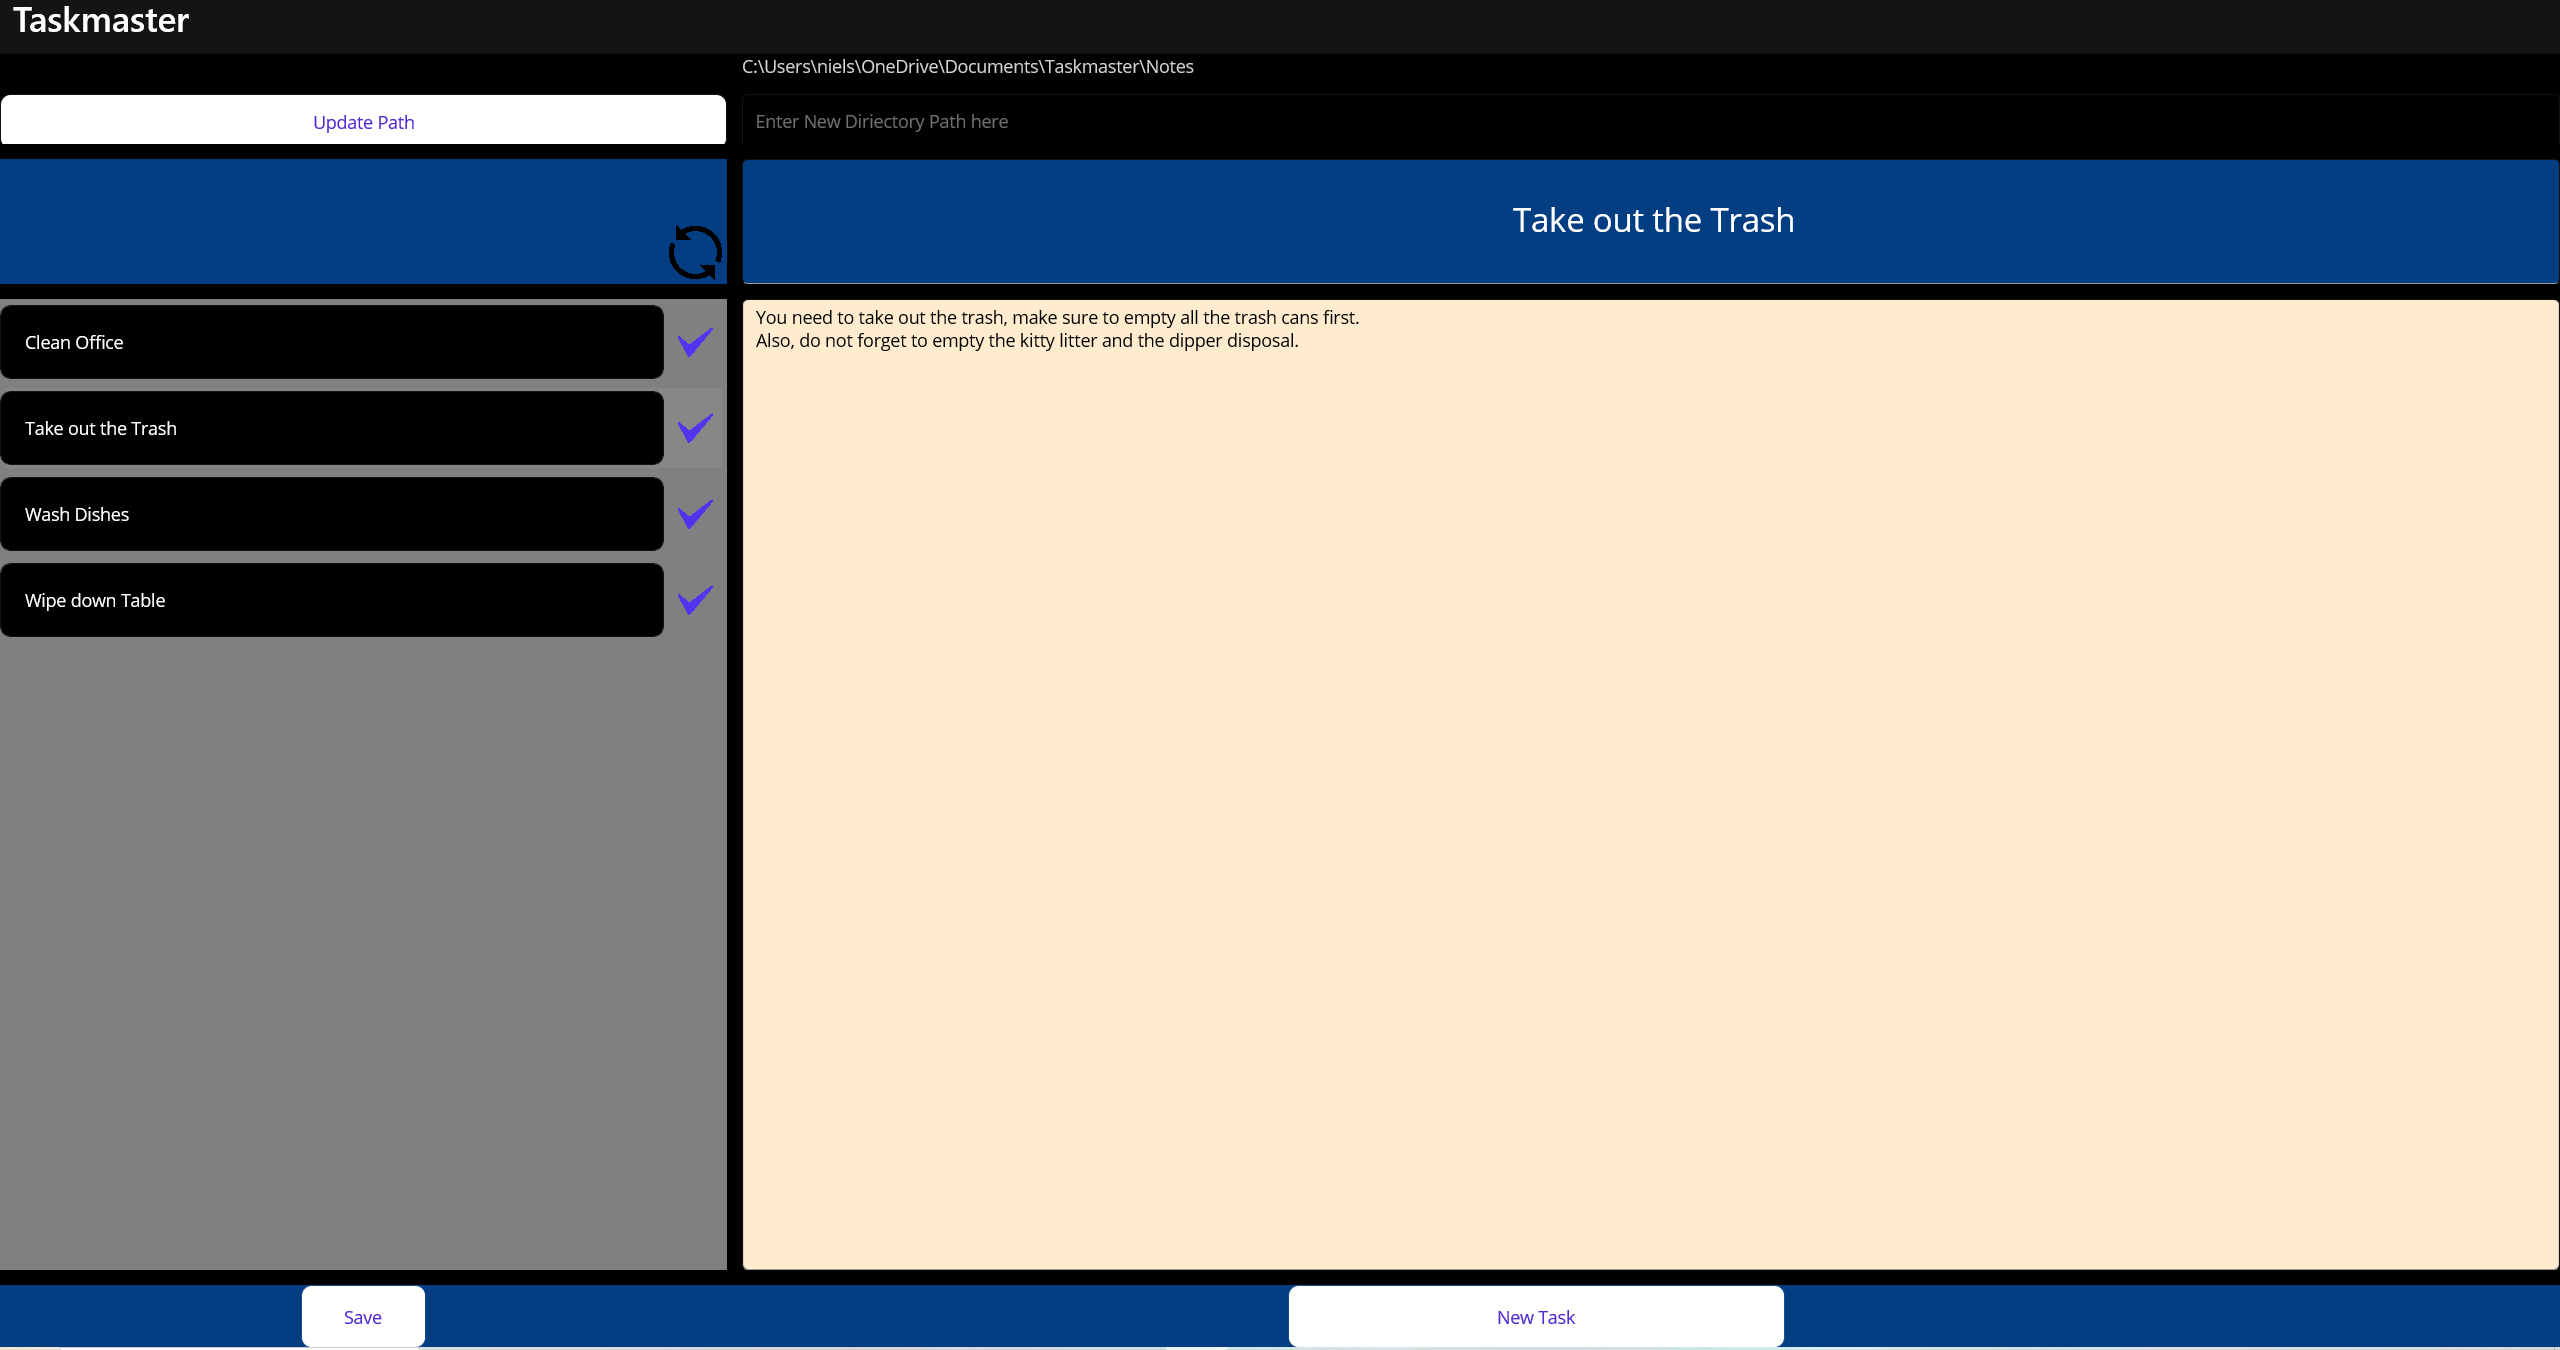 Taskmaster
C:\Users\niels\OneDrive\Documents\Taskmaster\Notes
Update Path
Enter New Diriectory Path here
Take out the Trash
Clean Office
Take out the Trash
Wash Dishes
Wipe down Table
You need to take out the trash, make sure to empty all the trash cans first.
Also, do not forget to empty the kitty litter and the dipper disposal.
Save
New Task